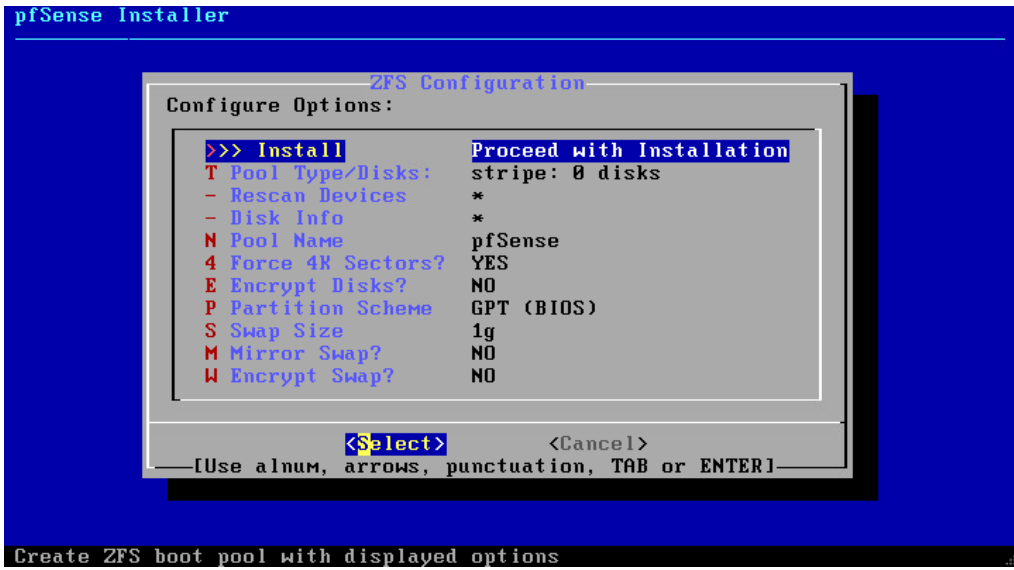 pfSense Installer
ZFS Configuration
Configure Options:
>>> Install Proceed with Installation
T Pool Type/Disks: stripe: 0 disks
- Rescan Devices *
- Disk Info *
N Pool Name pfSense
4 Force 4K Sectors? YES
E Encrypt Disks? NO
P Partition Scheme GPT (BIOS)
S Swap Size 1g
M Mirror Swap? NO
W Encrypt Swap? NO
<Select> <Cancel>
[Use alnum, arrows, punctuation, TAB or ENTER]
Create ZFS boot pool with displayed options